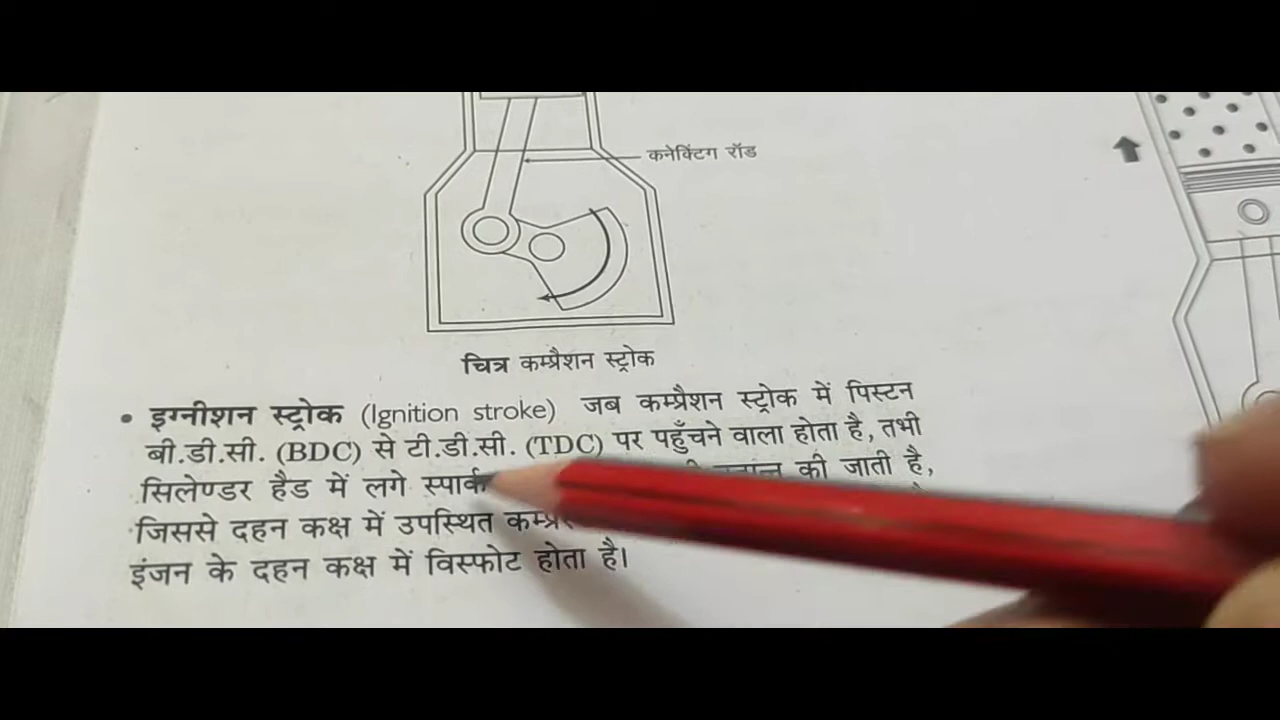 कनेक्टिंग रॉड
चित्र कम्प्रैशन स्ट्रोक
• इग्नीशन स्ट्रोक (Ignition stroke) जब कम्प्रैशन स्ट्रोक में पिस्टन
बी.डी.सी. (BDC) से टी.डी.सी. (TDC) पर पहुँचने वाला होता है, तभी
सिलेण्डर हैड में लगे स्पार्क की जाती है,
जिससे दहन कक्ष में उपस्थित
इंजन के दहन कक्ष में विस्फोट होता है।